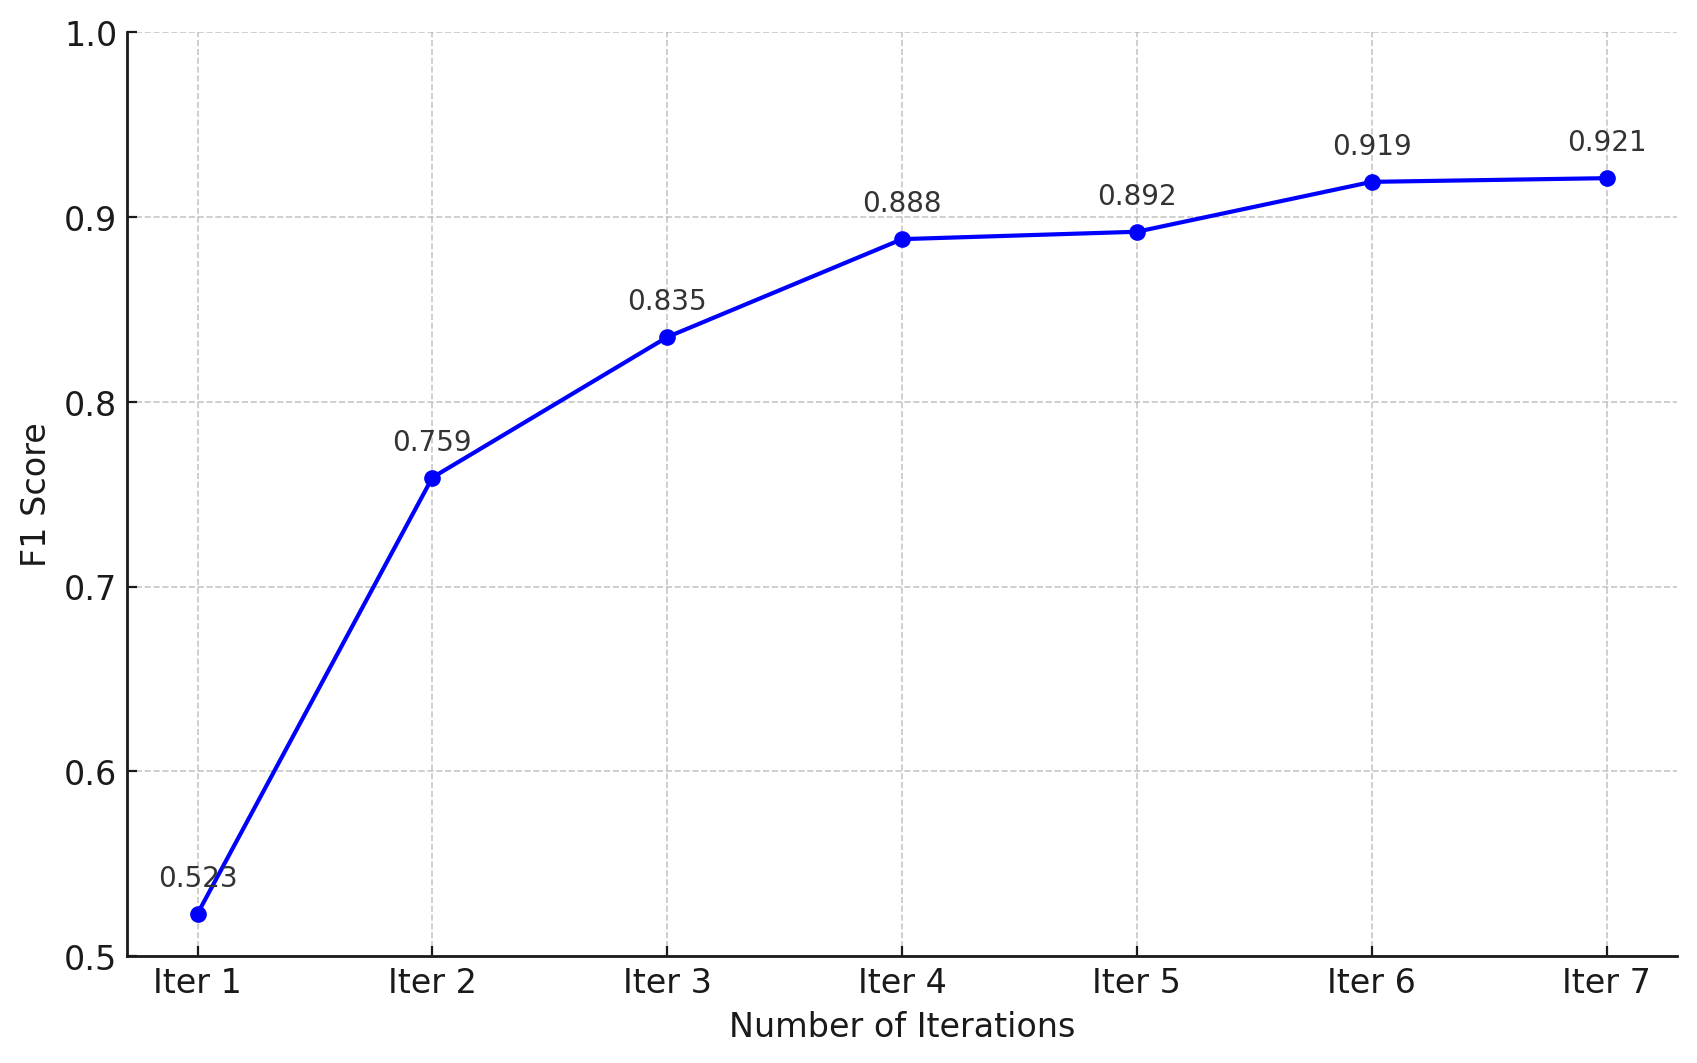 1.0
0.9
0.8
0.7
0.6
0.5
F1 Score
0.523
0.759
0.835
0.888
0.892
0.919
0.921
Iter 1
Iter 2
Iter 3
Iter 4
Iter 5
Iter 6
Iter 7
Number of Iterations